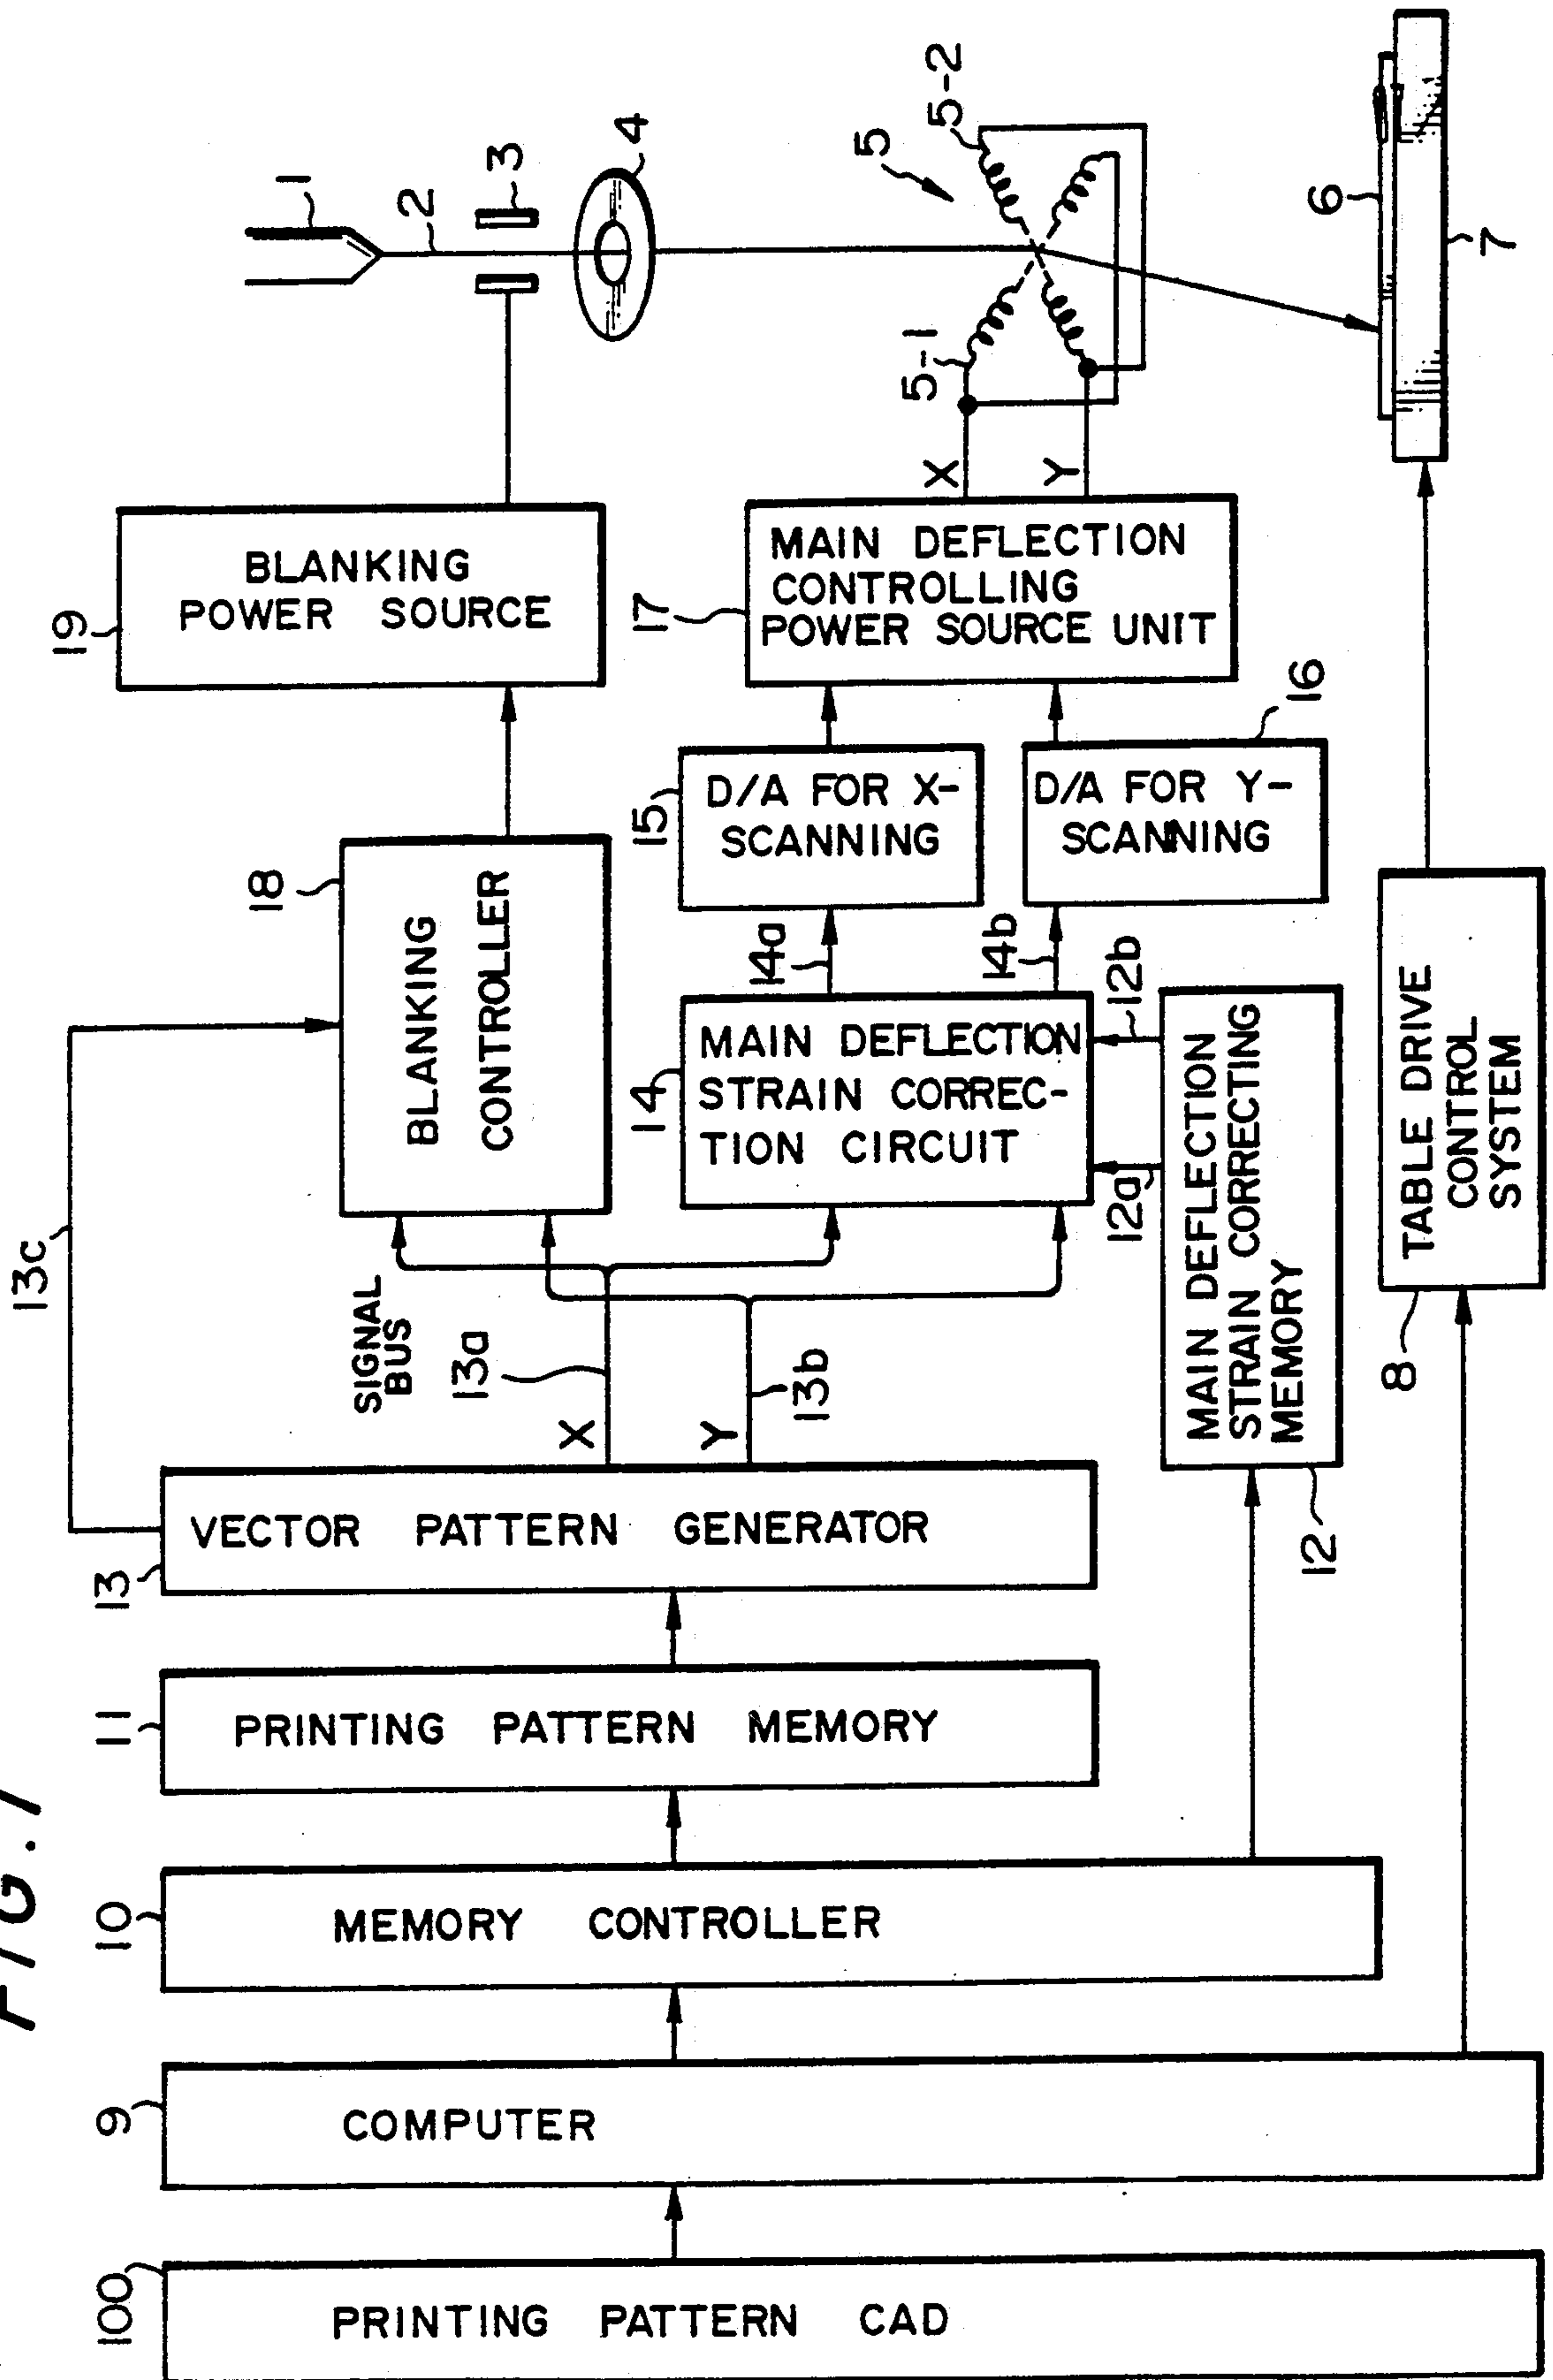 FIG. 1
19
BLANKING
POWER SOURCE
1
2
3
4
13c
18
BLANKING
CONTROLLER
17
MAIN DEFLECTION
CONTROLLING
POWER SOURCE UNIT
X
Y
5
5-1
5-2
6
7
100
PRINTING PATTERN CAD
9
COMPUTER
10
MEMORY CONTROLLER
11
PRINTING PATTERN MEMORY
13
VECTOR PATTERN GENERATOR
SIGNAL
BUS
X
13a
Y
13b
14
MAIN DEFLECTION
STRAIN CORREC-
TION CIRCUIT
14a
14b
15
D/A FOR X-
SCANNING
16
D/A FOR Y-
SCANNING
12a
12b
12
MAIN DEFLECTION
STRAIN CORRECTING
MEMORY
8
TABLE DRIVE
CONTROL
SYSTEM